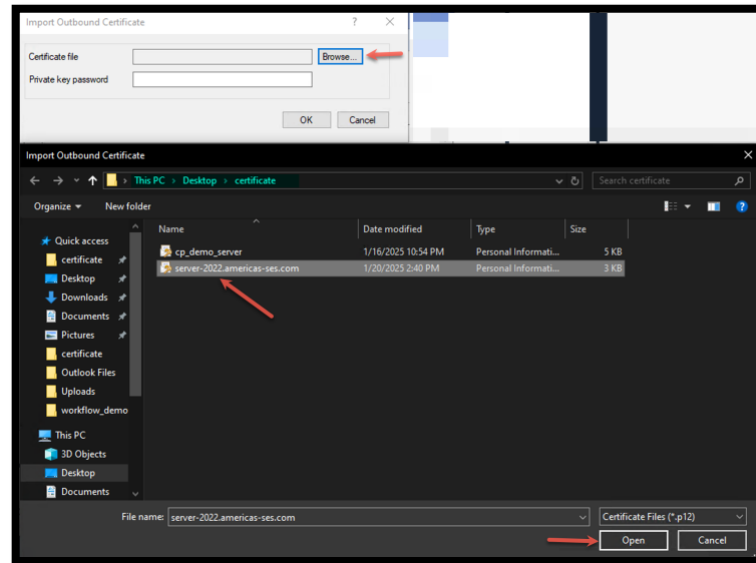 Import Outbound Certificate
Certificate file
Browse...
Private key password
OK Cancel
Import Outbound Certificate
This PC Desktop certificate
Search certificate
Organize New folder
Name Date modified Type Size
Quick access
certificate
Desktop
Downloads
Documents
Pictures
certificate
Outlook Files
Uploads
workflow_demo
This PC
3D Objects
Desktop
Documents
cp_demo_server 1/16/2025 10:54 PM Personal Informati... 5 KB
server-2022.americas-ses.com 1/20/2025 2:40 PM Personal Informati... 3 KB
File name: server-2022.americas-ses.com Certificate Files (*.p12)
Open Cancel